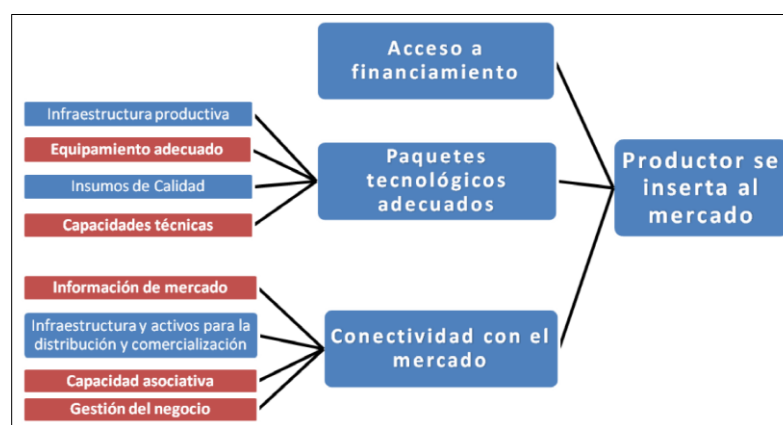 Acceso a
financiamiento
Infraestructura productiva
Equipamiento adecuado
Insumos de Calidad
Capacidades técnicas
Paquetes
tecnológicos
adecuados
Productor se
inserta al
mercado
Información de mercado
Infraestructura y activos para la
distribución y comercialización
Capacidad asociativa
Gestión del negocio
Conectividad con el
mercado